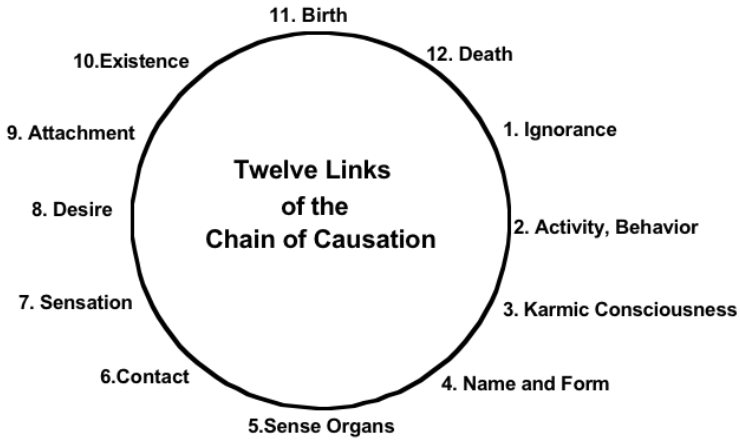 11. Birth
12. Death
10.Existence
1. Ignorance
9. Attachment
Twelve Links
of the
Chain of Causation
8. Desire
2. Activity, Behavior
7. Sensation
3. Karmic Consciousness
6.Contact
4. Name and Form
5.Sense Organs